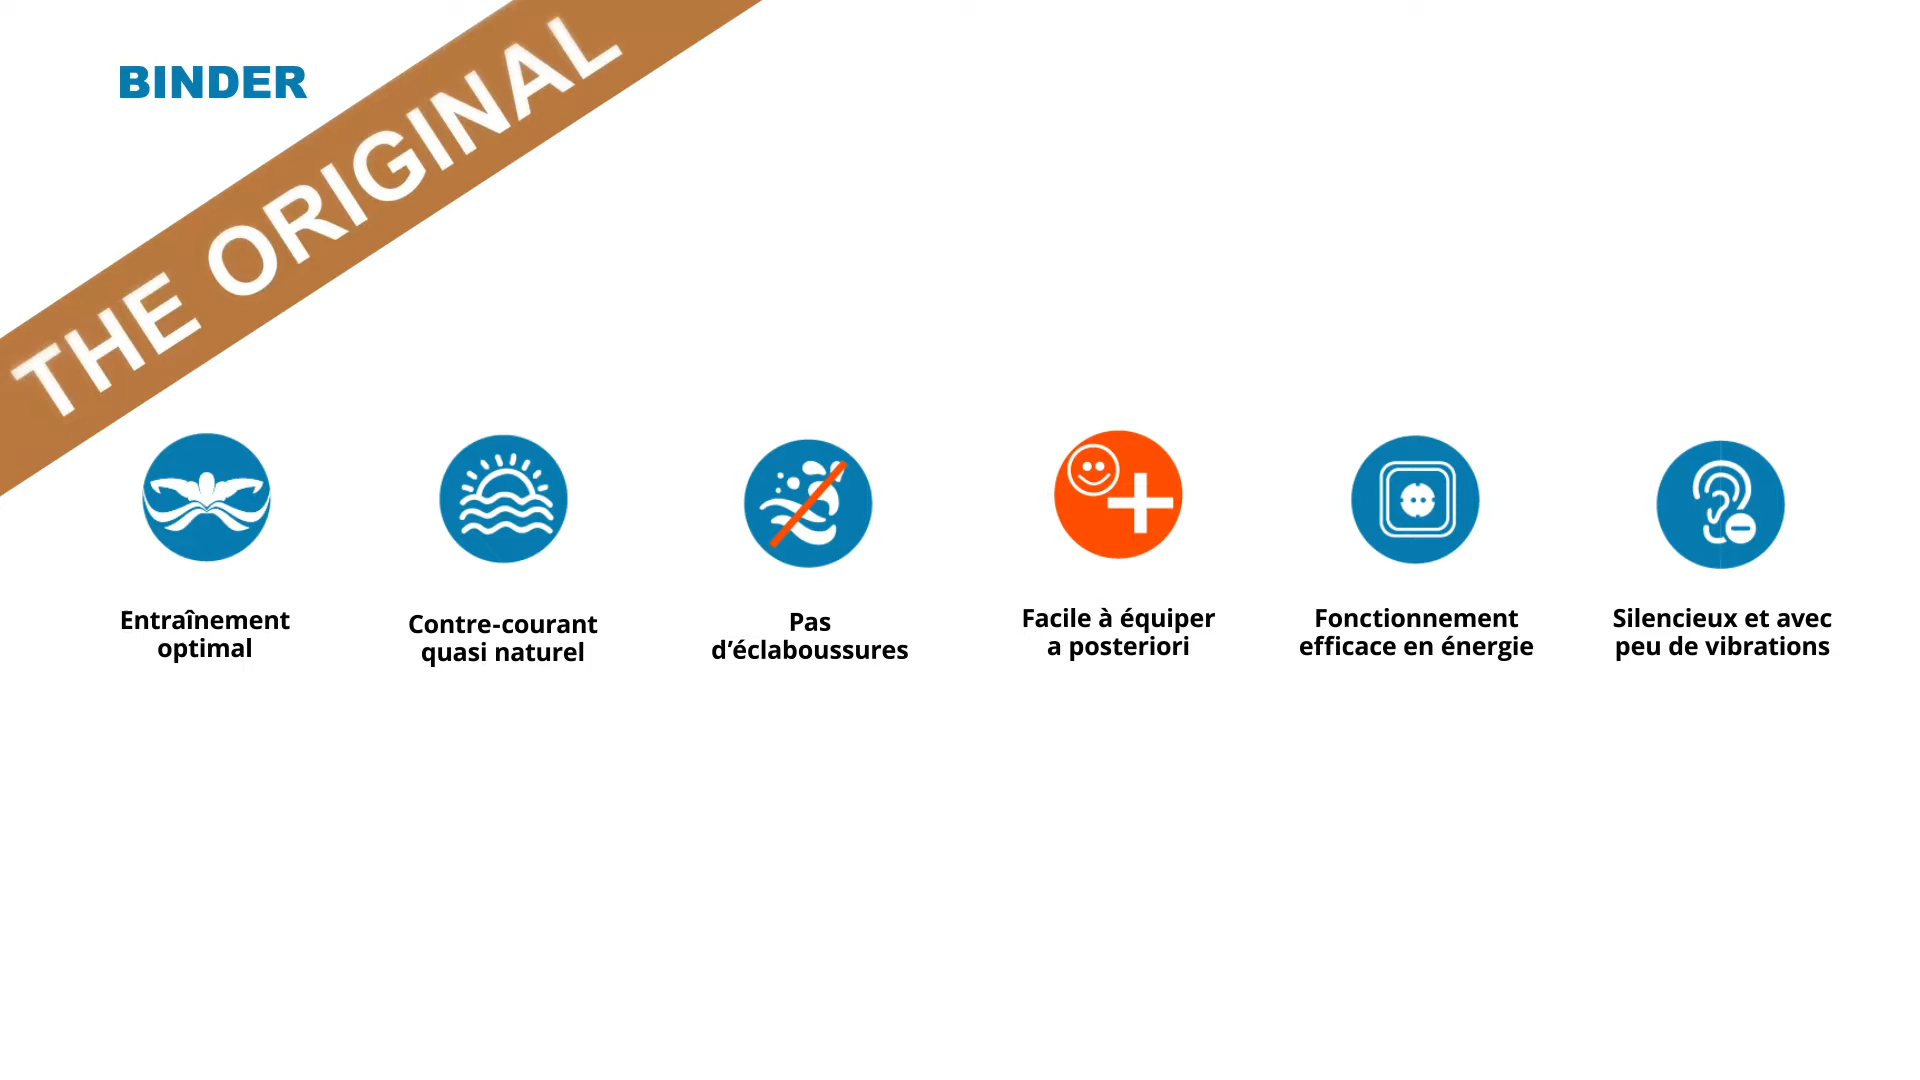 BINDER
THE ORIGINAL
Entraînement
optimal
Contre-courant
quasi naturel
Pas
d’éclaboussures
Facile à équiper
a posteriori
Fonctionnement
efficace en énergie
Silencieux et avec
peu de vibrations